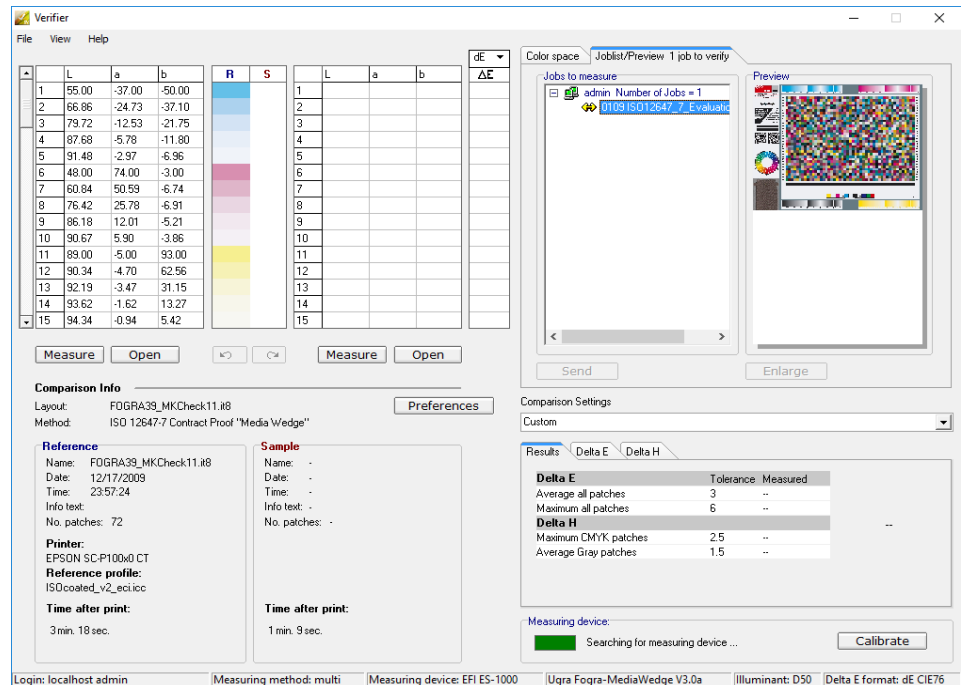 Verifier
File View Help
dE
L a b R S L a b ΔE
1 55.00 -37.00 -50.00 1
2 66.86 -24.73 -37.10 2
3 79.72 -12.53 -21.75 3
4 87.68 -5.78 -11.80 4
5 91.48 -2.97 -6.96 5
6 48.00 74.00 -3.00 6
7 60.84 50.59 -6.74 7
8 76.42 25.78 -6.91 8
9 86.18 12.01 -5.21 9
10 90.67 5.90 -3.86 10
11 89.00 -5.00 93.00 11
12 90.34 -4.70 62.56 12
13 92.19 -3.47 31.15 13
14 93.62 -1.62 13.27 14
15 94.34 -0.94 5.42 15
Measure Open Measure Open
Comparison Info
Layout: FOGRA39_MKCheck11.it8 Preferences
Method: ISO 12647-7 Contract Proof "Media Wedge"
Reference
Name: FOGRA39_MKCheck11.it8
Date: 12/17/2009
Time: 23:57:24
Info text:
No. patches: 72
Printer:
EPSON SC-P100x0 CT
Reference profile:
ISOcoated_v2_eci.icc
Time after print:
3 min. 18 sec.
Sample
Name: -
Date: -
Time: -
Info text: -
No. patches: -
Time after print:
1 min. 9 sec.
Color space Joblist/Preview 1 job to verify
Jobs to measure
admin Number of Jobs = 1
0109 ISO12647_7_Evaluatio
Preview
Send Enlarge
Comparison Settings
Custom
Results Delta E Delta H
Delta E Tolerance Measured
Average all patches 3 --
Maximum all patches 6 --
Delta H --
Maximum CMYK patches 2.5 --
Average Gray patches 1.5 --
Measuring device:
Searching for measuring device ... Calibrate
Login: localhost admin Measuring method: multi Measuring device: EFI ES-1000 Ugra Fogra-MediaWedge V3.0a Illuminant: D50 Delta E format: dE CIE76